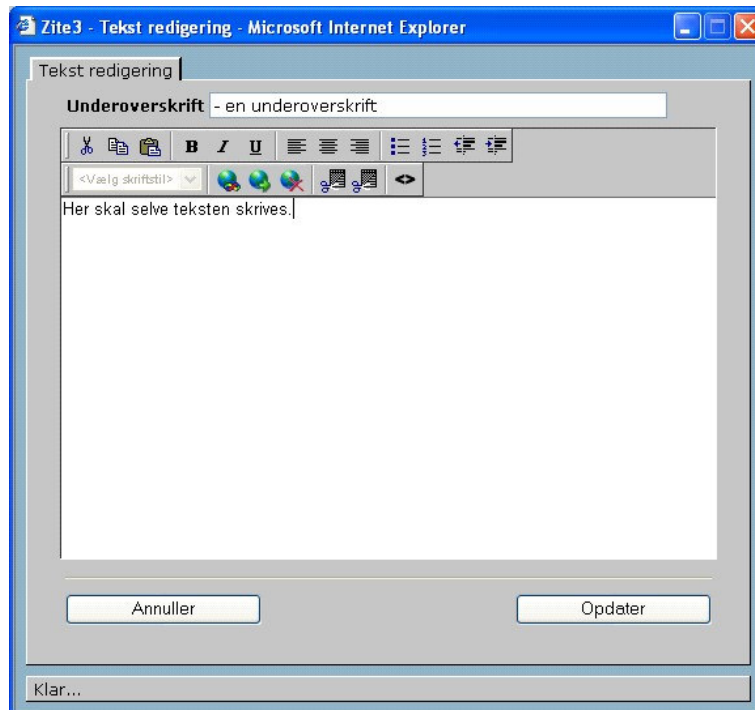 Zite3 - Tekst redigering - Microsoft Internet Explorer
Tekst redigering
Underoverskrift - en underoverskrift
B I U
<Vælg skriftstil> <>
Her skal selve teksten skrives.
Annuller Opdater
Klar...